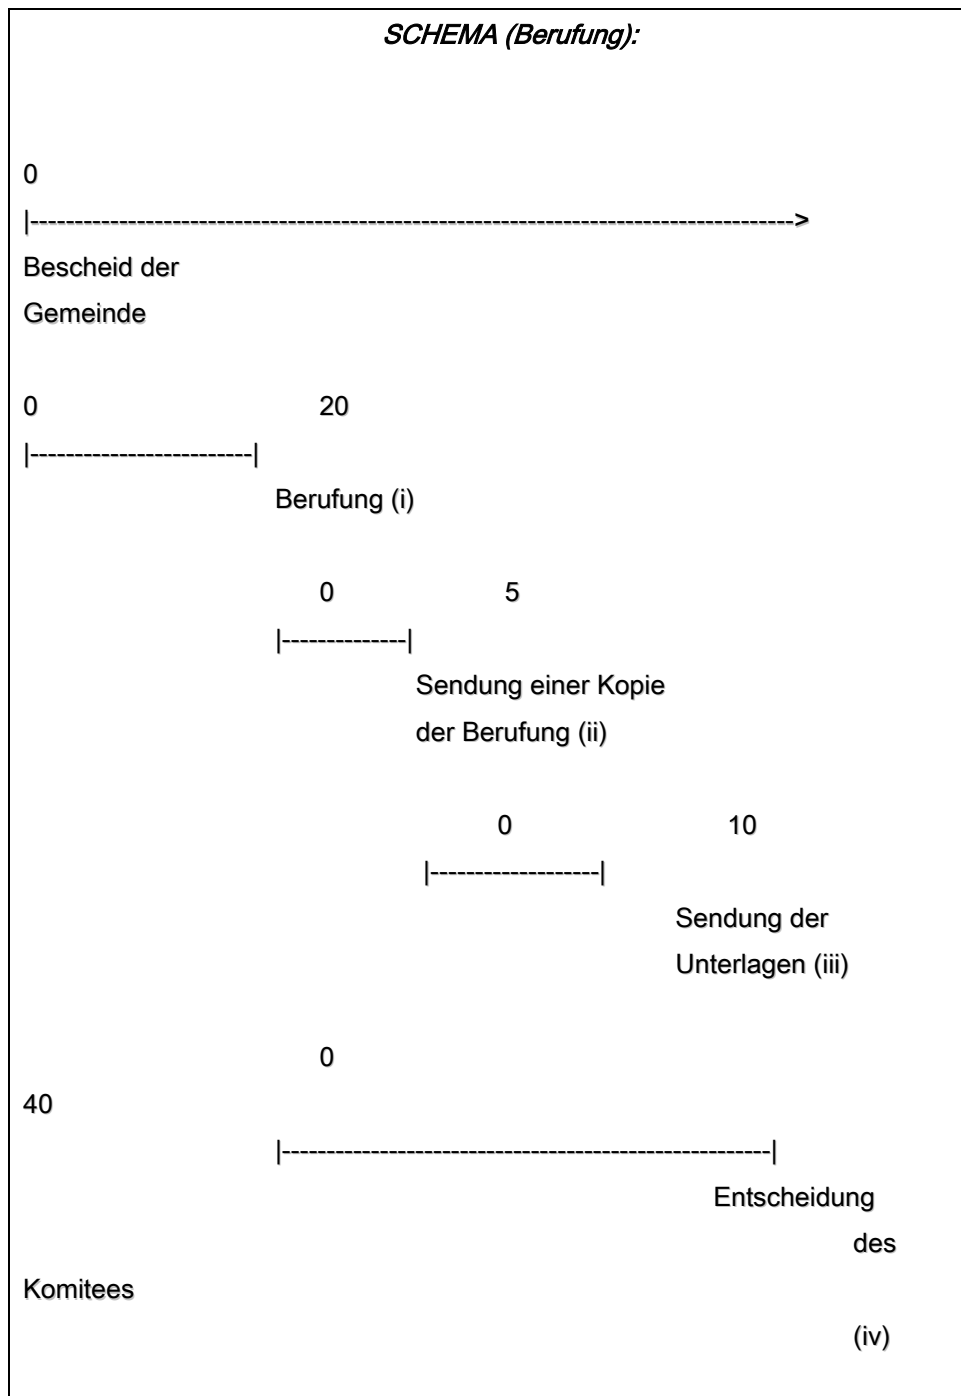 SCHEMA (Berufung):
0
|--------------------------------------------------------------------------------------->
Bescheid der
Gemeinde
0 20
|-------------------------|
Berufung (i)
0 5
|--------------|
Sendung einer Kopie
der Berufung (ii)
0 10
|-------------------|
Sendung der
Unterlagen (iii)
0
40
|-------------------------------------------------------|
Entscheidung
des
Komitees
(iv)